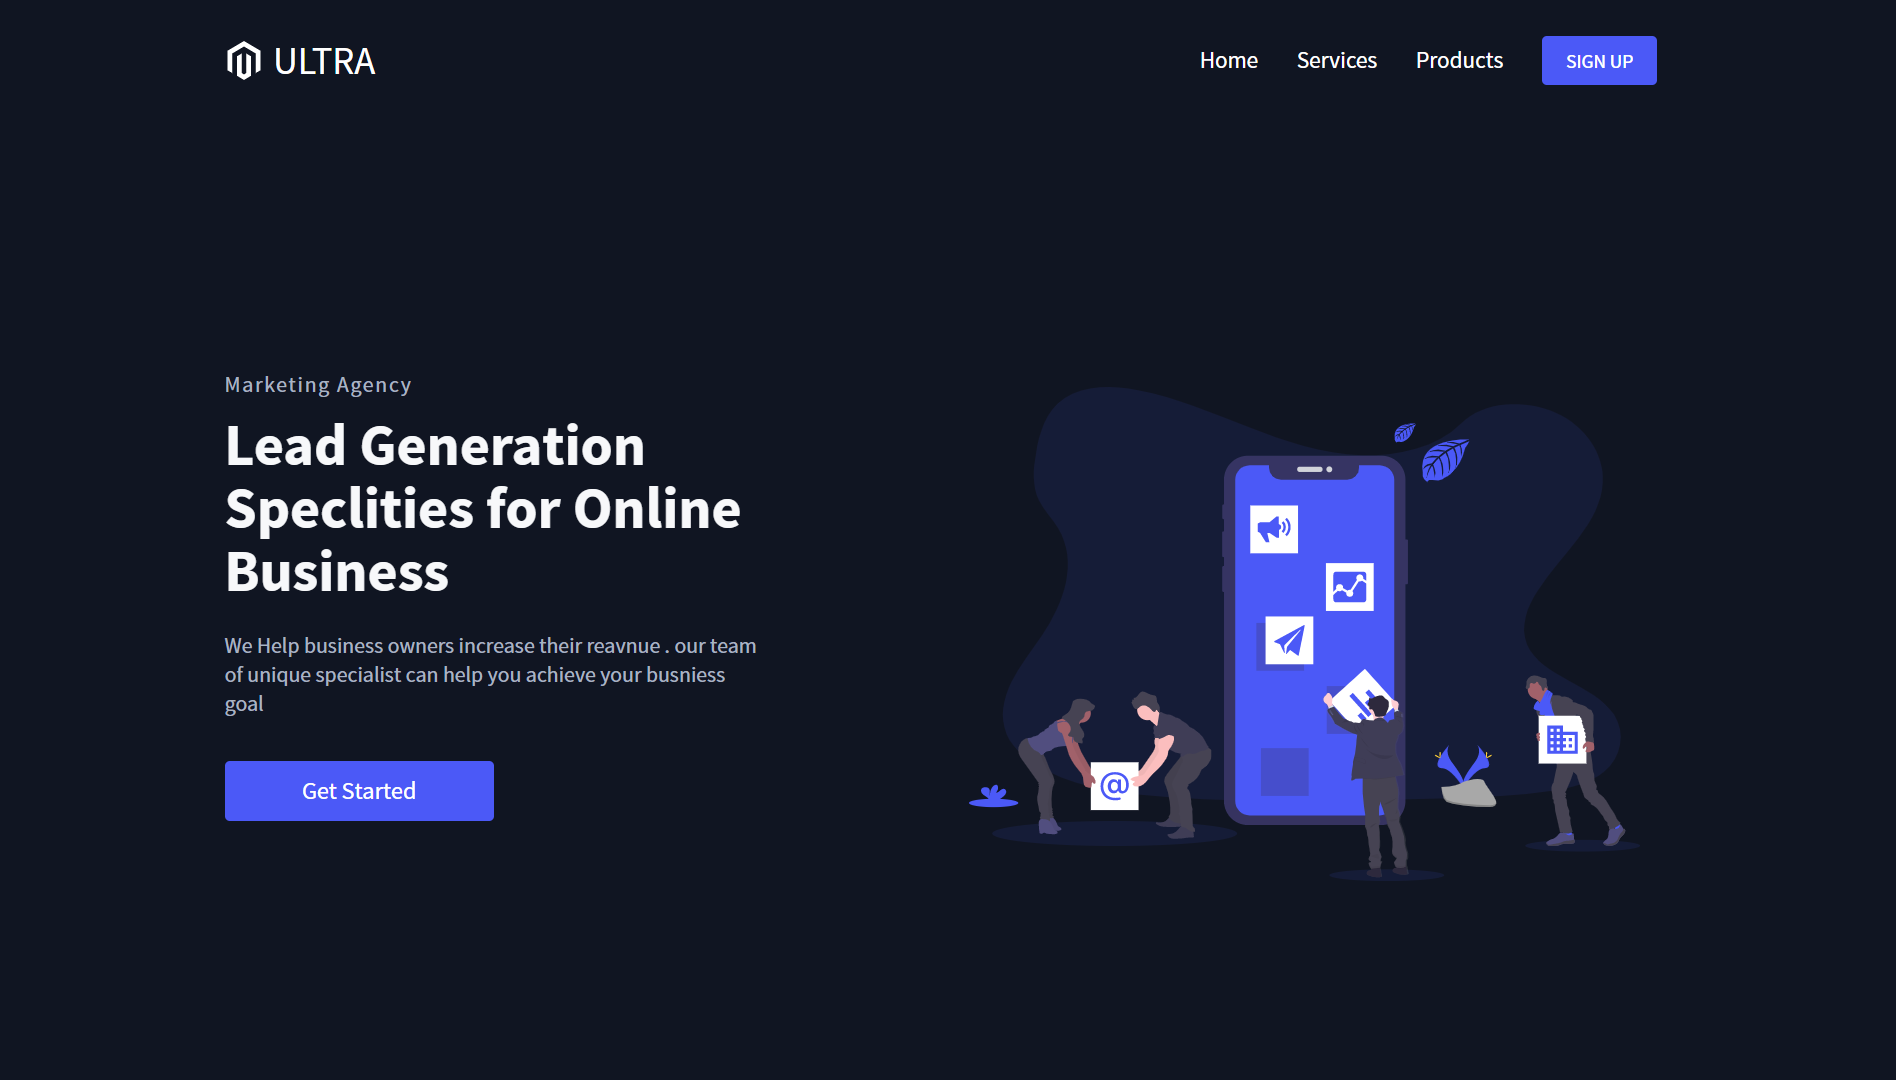 ULTRA
Home Services Products SIGN UP
Marketing Agency
Lead Generation
Speclities for Online
Business
We Help business owners increase their reavnue . our team
of unique specialist can help you achieve your busniess
goal
Get Started
@